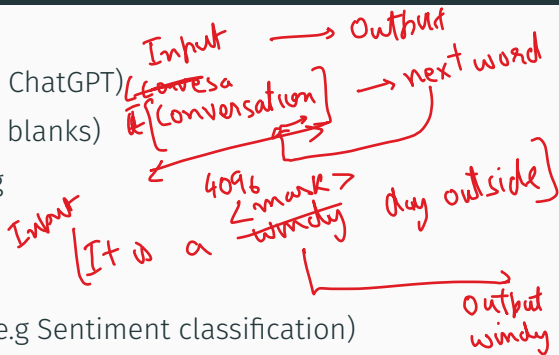 Input → Output
ChatGPT) (Convesa
[Conversation] → next word
blanks)
g
4096
<mask>
Input
[It is a windy day outside]
Output
windy
e.g Sentiment classification)